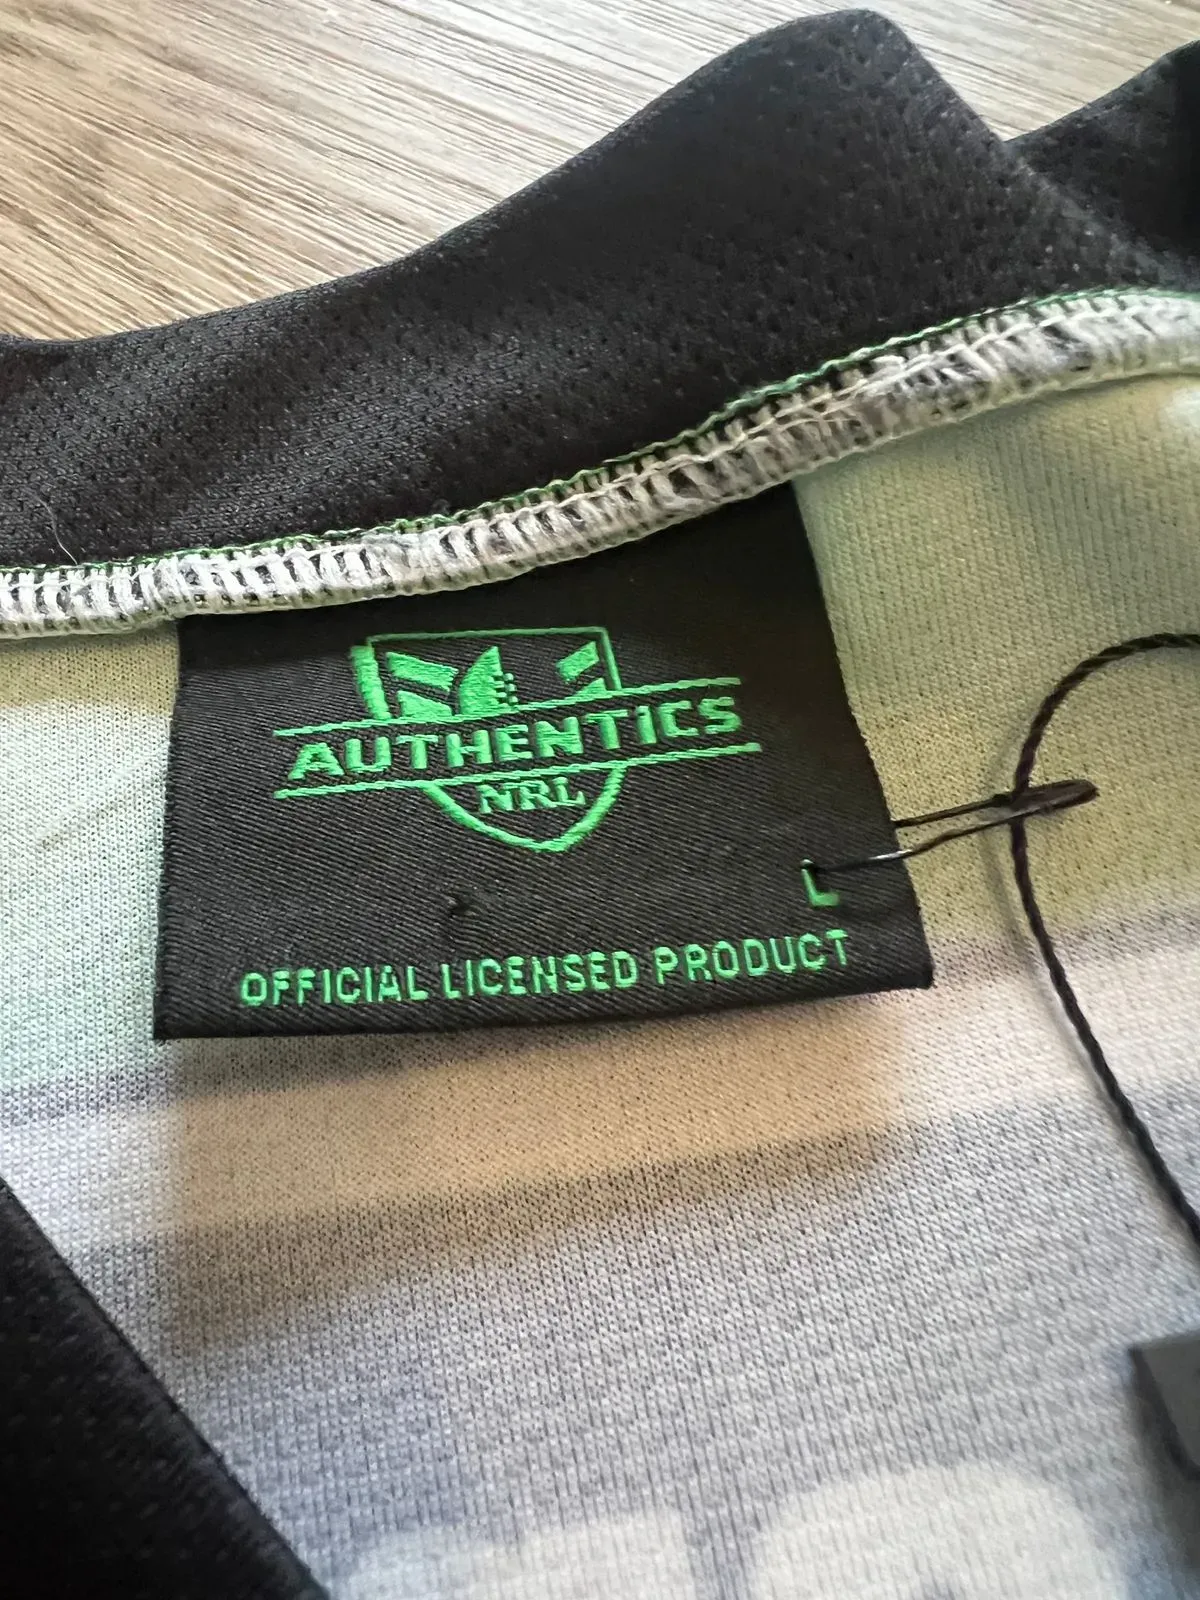 AUTHENTICS
NRL
L
OFFICIAL LICENSED PRODUCT